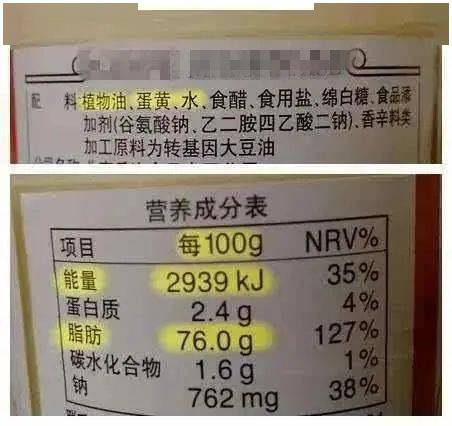 配 料 植物油、蛋黄、水、食醋、食用盐、绵白糖、食品添
加剂(谷氨酸钠、乙二胺四乙酸二钠)、香辛料类
加工原料为转基因大豆油
营养成分表
项目 每100g NRV%
能量 2939 kJ 35%
蛋白质 2.4 g 4%
脂肪 76.0 g 127%
碳水化合物 1.6 g 1%
钠 762 mg 38%